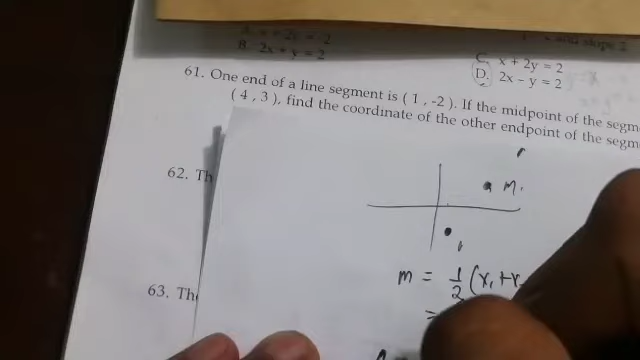 B. 2x + y = 2
C. x + 2y = 2
D. 2x - y = 2
61. One end of a line segment is ( 1 , -2 ). If the midpoint of the segm
( 4 , 3 ), find the coordinate of the other endpoint of the segm
m
62. Th
m = 1/2 (x₁ + x
=
63. Th